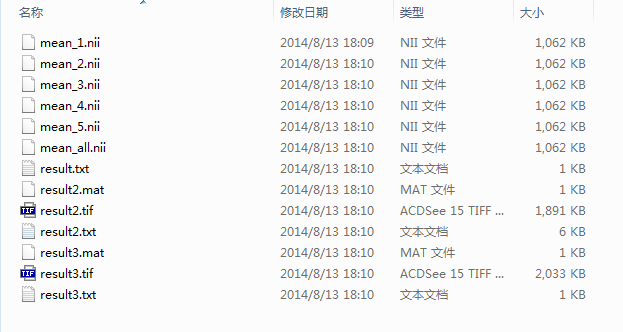 名称 修改日期 类型 大小
mean_1.nii 2014/8/13 18:09 NII 文件 1,062 KB
mean_2.nii 2014/8/13 18:10 NII 文件 1,062 KB
mean_3.nii 2014/8/13 18:10 NII 文件 1,062 KB
mean_4.nii 2014/8/13 18:10 NII 文件 1,062 KB
mean_5.nii 2014/8/13 18:10 NII 文件 1,062 KB
mean_all.nii 2014/8/13 18:10 NII 文件 1,062 KB
result.txt 2014/8/13 18:10 文本文档 1 KB
result2.mat 2014/8/13 18:10 MAT 文件 1 KB
TIF result2.tif 2014/8/13 18:10 ACDSee 15 TIFF ... 1,891 KB
result2.txt 2014/8/13 18:10 文本文档 6 KB
result3.mat 2014/8/13 18:10 MAT 文件 1 KB
TIF result3.tif 2014/8/13 18:10 ACDSee 15 TIFF ... 2,033 KB
result3.txt 2014/8/13 18:10 文本文档 1 KB